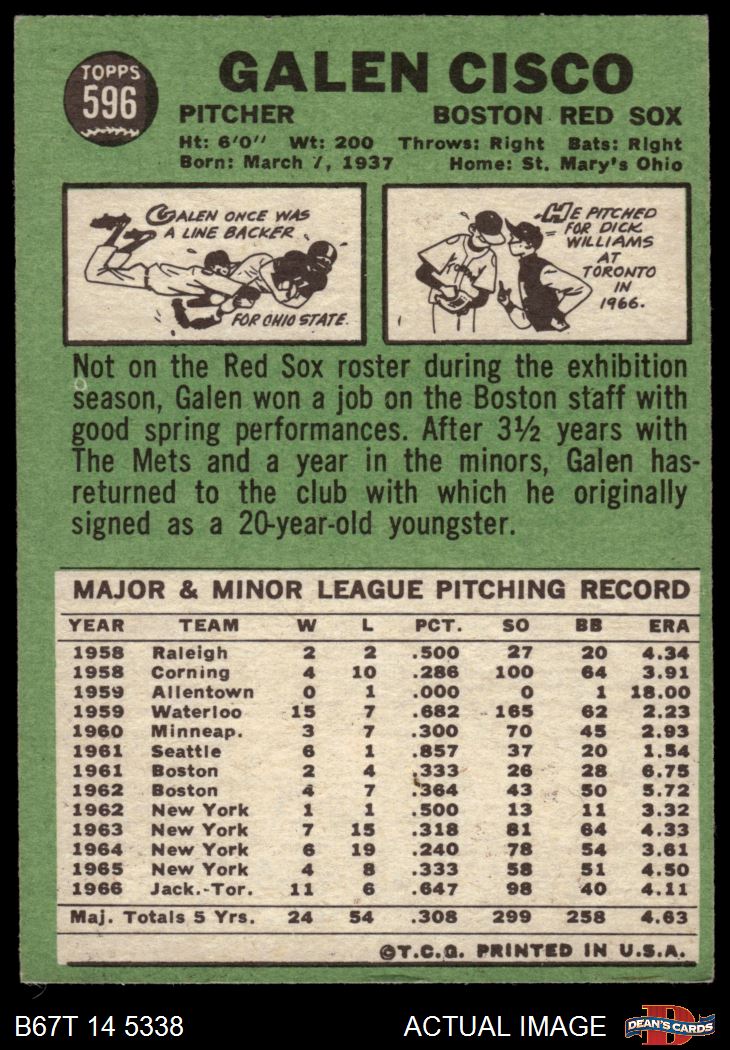 TOPPS
596
GALEN CISCO
PITCHER BOSTON RED SOX
Ht: 6'0" Wt: 200 Throws: Right Bats: Right
Born: March 7, 1937 Home: St. Mary's Ohio
GALEN ONCE WAS
A LINE BACKER
FOR OHIO STATE.
HE PITCHED
FOR DICK
WILLIAMS
AT
TORONTO
IN
1966.
Not on the Red Sox roster during the exhibition
season, Galen won a job on the Boston staff with
good spring performances. After 3½ years with
The Mets and a year in the minors, Galen has-
returned to the club with which he originally
signed as a 20-year-old youngster.
MAJOR & MINOR LEAGUE PITCHING RECORD
YEAR TEAM W L PCT. SO BB ERA
1958 Raleigh 2 2 .500 27 20 4.34
1958 Corning 4 10 .286 100 64 3.91
1959 Allentown 0 1 .000 0 1 18.00
1959 Waterloo 15 7 .682 165 62 2.23
1960 Minneap. 3 7 .300 70 45 2.93
1961 Seattle 6 1 .857 37 20 1.54
1961 Boston 2 4 .333 26 28 6.75
1962 Boston 4 7 .364 43 50 5.72
1962 New York 1 1 .500 13 11 3.32
1963 New York 7 15 .318 81 64 4.33
1964 New York 6 19 .240 78 54 3.61
1965 New York 4 8 .333 58 51 4.50
1966 Jack.-Tor. 11 6 .647 98 40 4.11
Maj. Totals 5 Yrs. 24 54 .308 299 258 4.63
©T.C.G. PRINTED IN U.S.A.
B67T 14 5338 ACTUAL IMAGE
D
DEAN'S CARDS